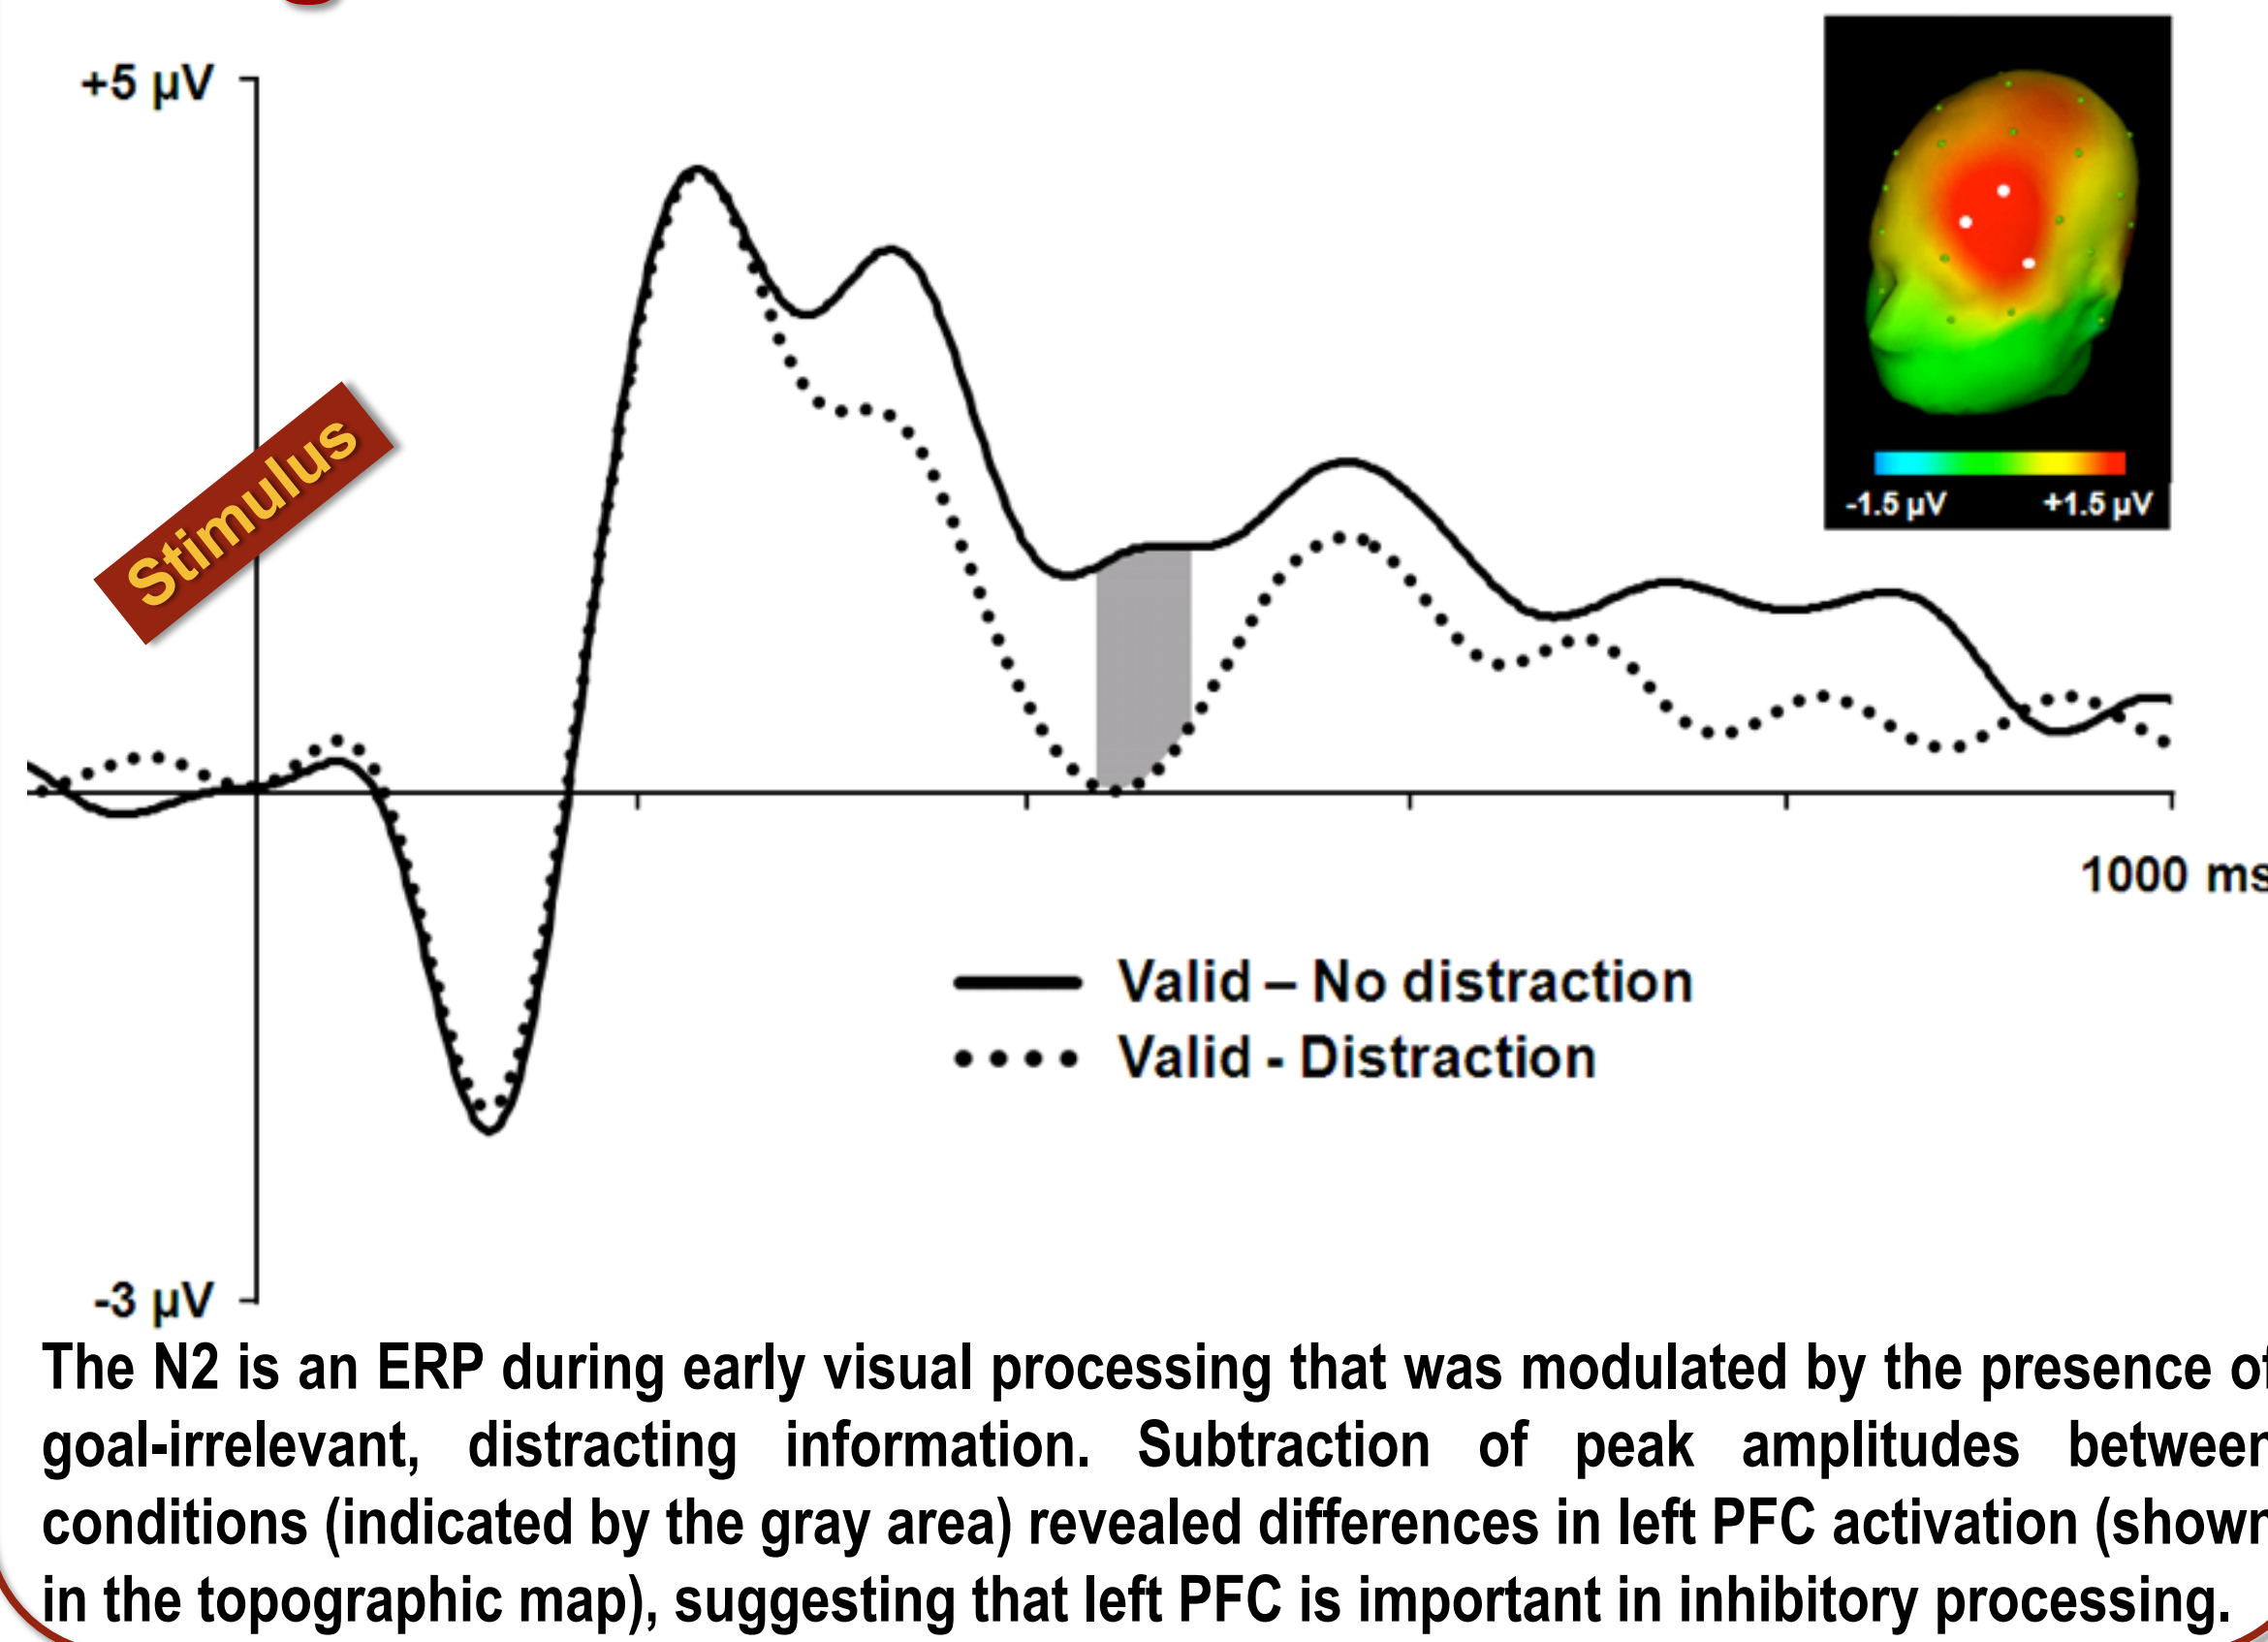 +5 µV
Stimulus
-1.5 µV +1.5 µV
1000 ms
Valid – No distraction
Valid - Distraction
-3 µV
The N2 is an ERP during early visual processing that was modulated by the presence of
goal-irrelevant, distracting information. Subtraction of peak amplitudes between
conditions (indicated by the gray area) revealed differences in left PFC activation (shown
in the topographic map), suggesting that left PFC is important in inhibitory processing.